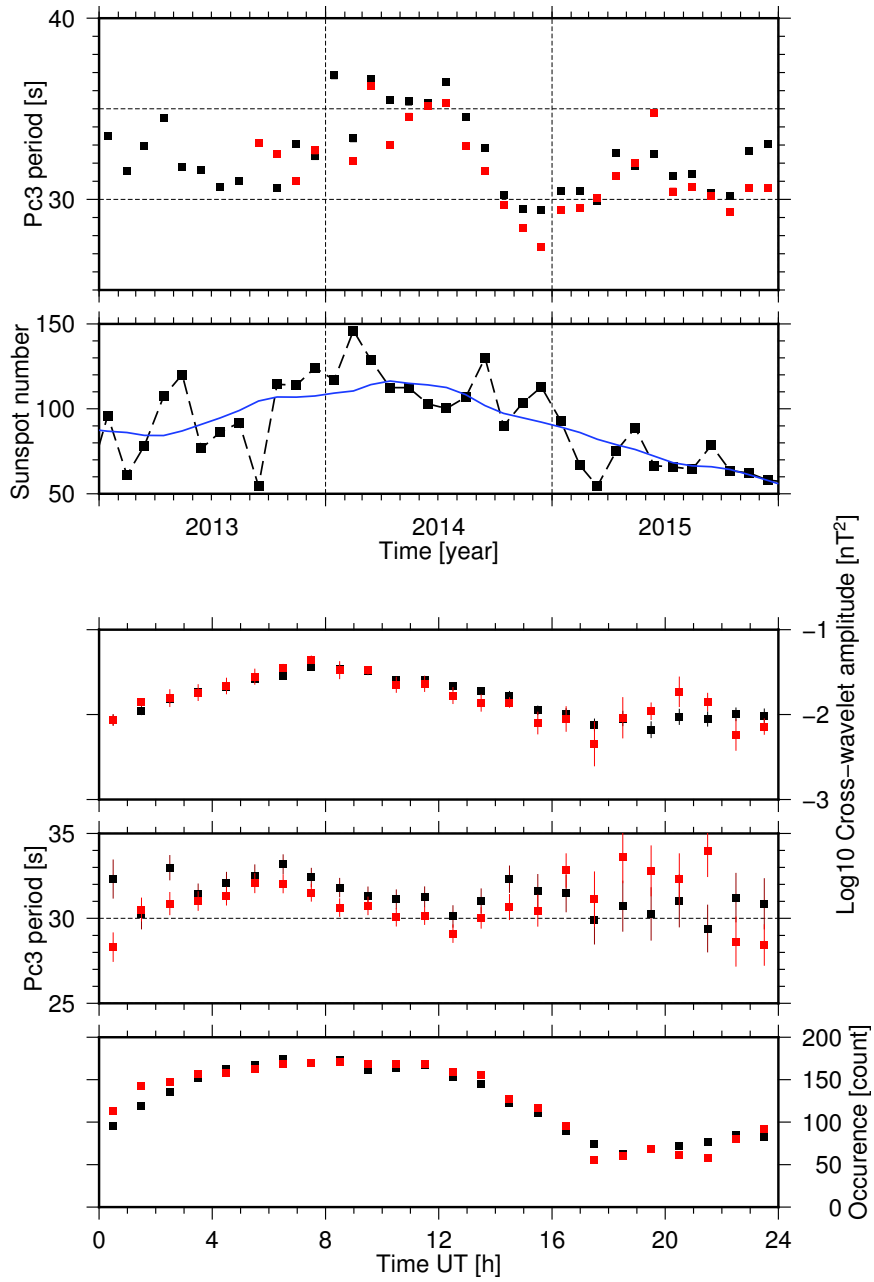 40
30
Pc3 period [s]
150
100
50
Sunspot number
2013 2014 2015
Time [year]
−1
−2
−3
Log10 Cross−wavelet amplitude [nT²]
35
30
25
Pc3 period [s]
200
150
100
50
0
Occurence [count]
0 4 8 12 16 20 24
Time UT [h]